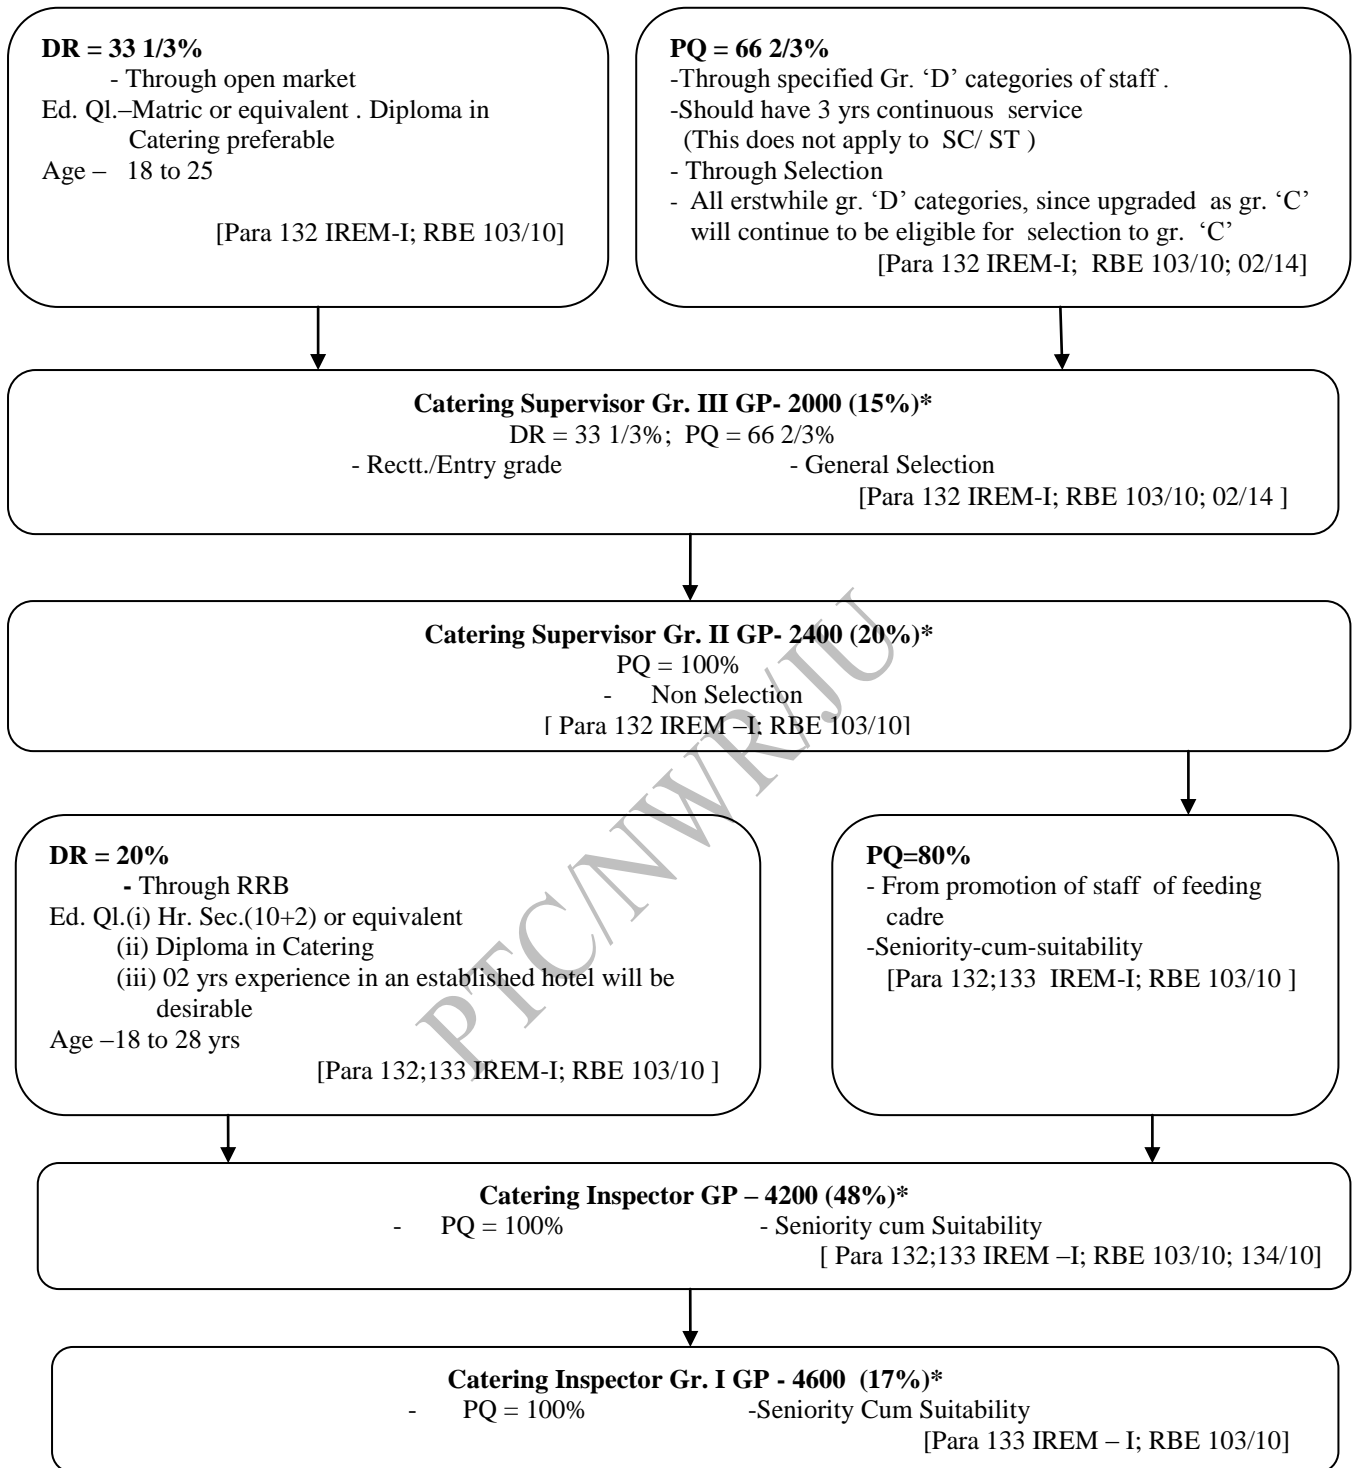 DR = 33 1/3%
- Through open market
Ed. Ql.–Matric or equivalent . Diploma in
Catering preferable
Age – 18 to 25
[Para 132 IREM-I; RBE 103/10]
PQ = 66 2/3%
-Through specified Gr. ‘D’ categories of staff .
-Should have 3 yrs continuous service
(This does not apply to SC/ ST )
- Through Selection
- All erstwhile gr. ‘D’ categories, since upgraded as gr. ‘C’
will continue to be eligible for selection to gr. ‘C’
[Para 132 IREM-I; RBE 103/10; 02/14]
Catering Supervisor Gr. III GP- 2000 (15%)*
DR = 33 1/3%; PQ = 66 2/3%
- Rectt./Entry grade - General Selection
[Para 132 IREM-I; RBE 103/10; 02/14 ]
Catering Supervisor Gr. II GP- 2400 (20%)*
PQ = 100%
- Non Selection
[ Para 132 IREM –I; RBE 103/10]
DR = 20%
- Through RRB
Ed. Ql.(i) Hr. Sec.(10+2) or equivalent
(ii) Diploma in Catering
(iii) 02 yrs experience in an established hotel will be
desirable
Age –18 to 28 yrs
[Para 132;133 IREM-I; RBE 103/10 ]
PQ=80%
- From promotion of staff of feeding
cadre
-Seniority-cum-suitability
[Para 132;133 IREM-I; RBE 103/10 ]
Catering Inspector GP – 4200 (48%)*
- PQ = 100% - Seniority cum Suitability
[ Para 132;133 IREM –I; RBE 103/10; 134/10]
Catering Inspector Gr. I GP - 4600 (17%)*
- PQ = 100% -Seniority Cum Suitability
[Para 133 IREM – I; RBE 103/10]
PTC/NWR/JU